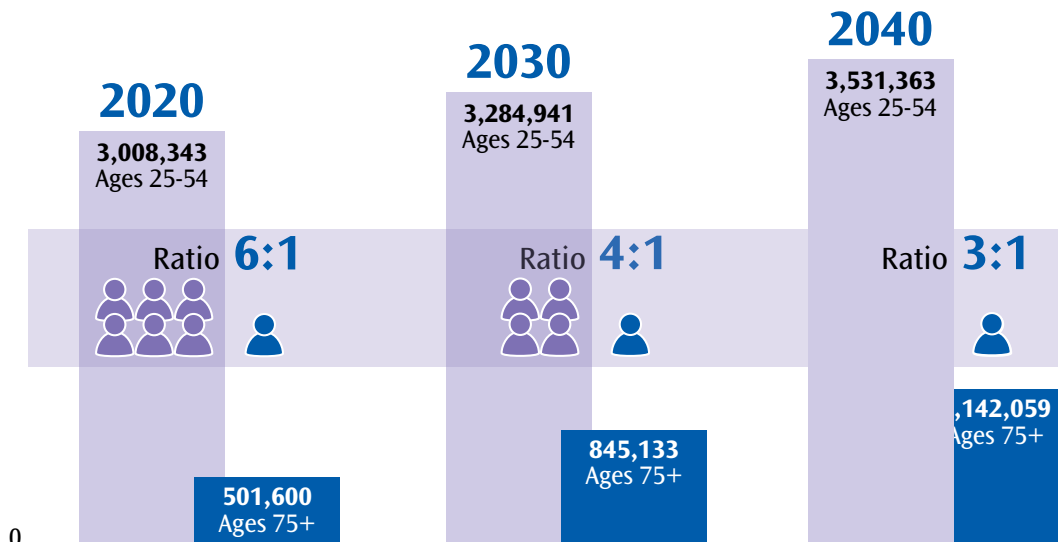 2020
3,008,343
Ages 25-54
Ratio 6:1
501,600
Ages 75+
2030
3,284,941
Ages 25-54
Ratio 4:1
845,133
Ages 75+
2040
3,531,363
Ages 25-54
Ratio 3:1
,142,059
Ages 75+
0